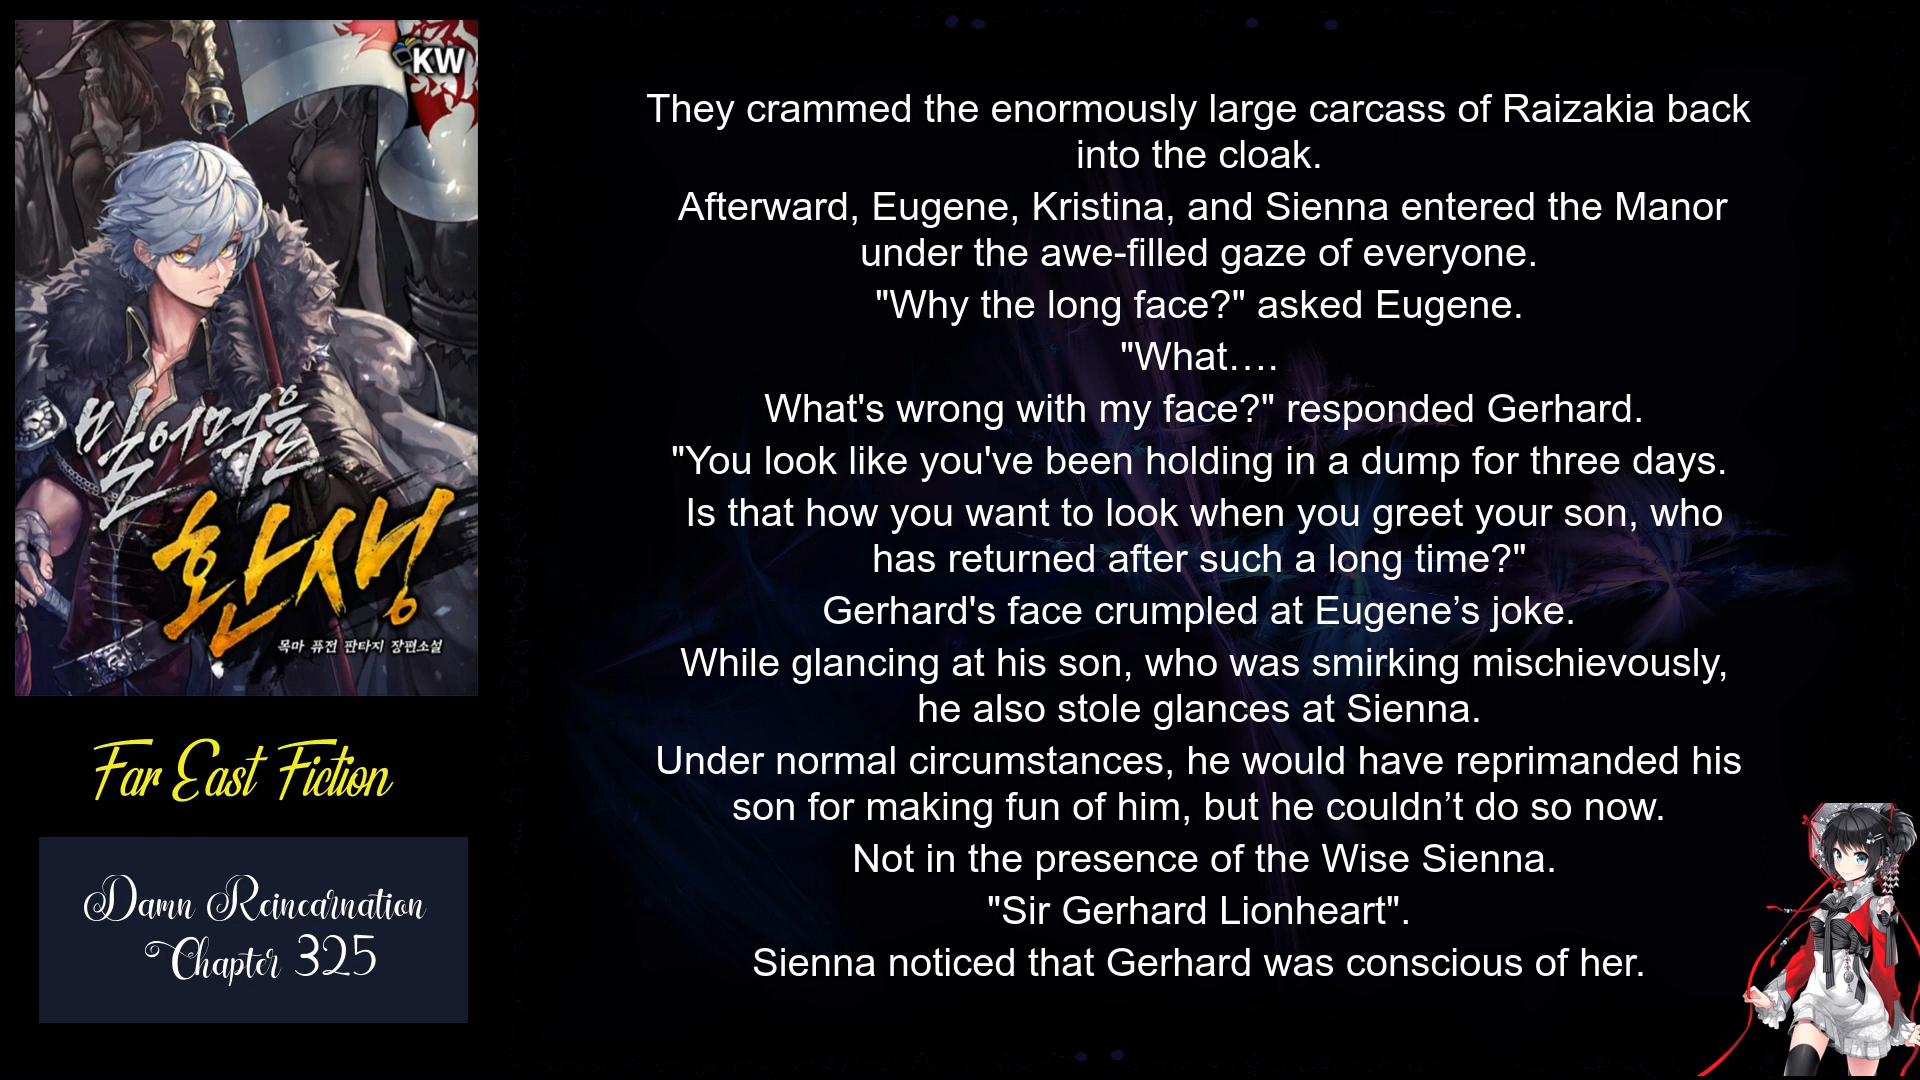 KW
빌어먹을
환생
목마 퓨전 판타지 장편소설
Far East Fiction
Damn Reincarnation
Chapter 325
They crammed the enormously large carcass of Raizakia back
into the cloak.
Afterward, Eugene, Kristina, and Sienna entered the Manor
under the awe-filled gaze of everyone.
"Why the long face?" asked Eugene.
"What….
What's wrong with my face?" responded Gerhard.
"You look like you've been holding in a dump for three days.
Is that how you want to look when you greet your son, who
has returned after such a long time?"
Gerhard's face crumpled at Eugene’s joke.
While glancing at his son, who was smirking mischievously,
he also stole glances at Sienna.
Under normal circumstances, he would have reprimanded his
son for making fun of him, but he couldn’t do so now.
Not in the presence of the Wise Sienna.
"Sir Gerhard Lionheart".
Sienna noticed that Gerhard was conscious of her.